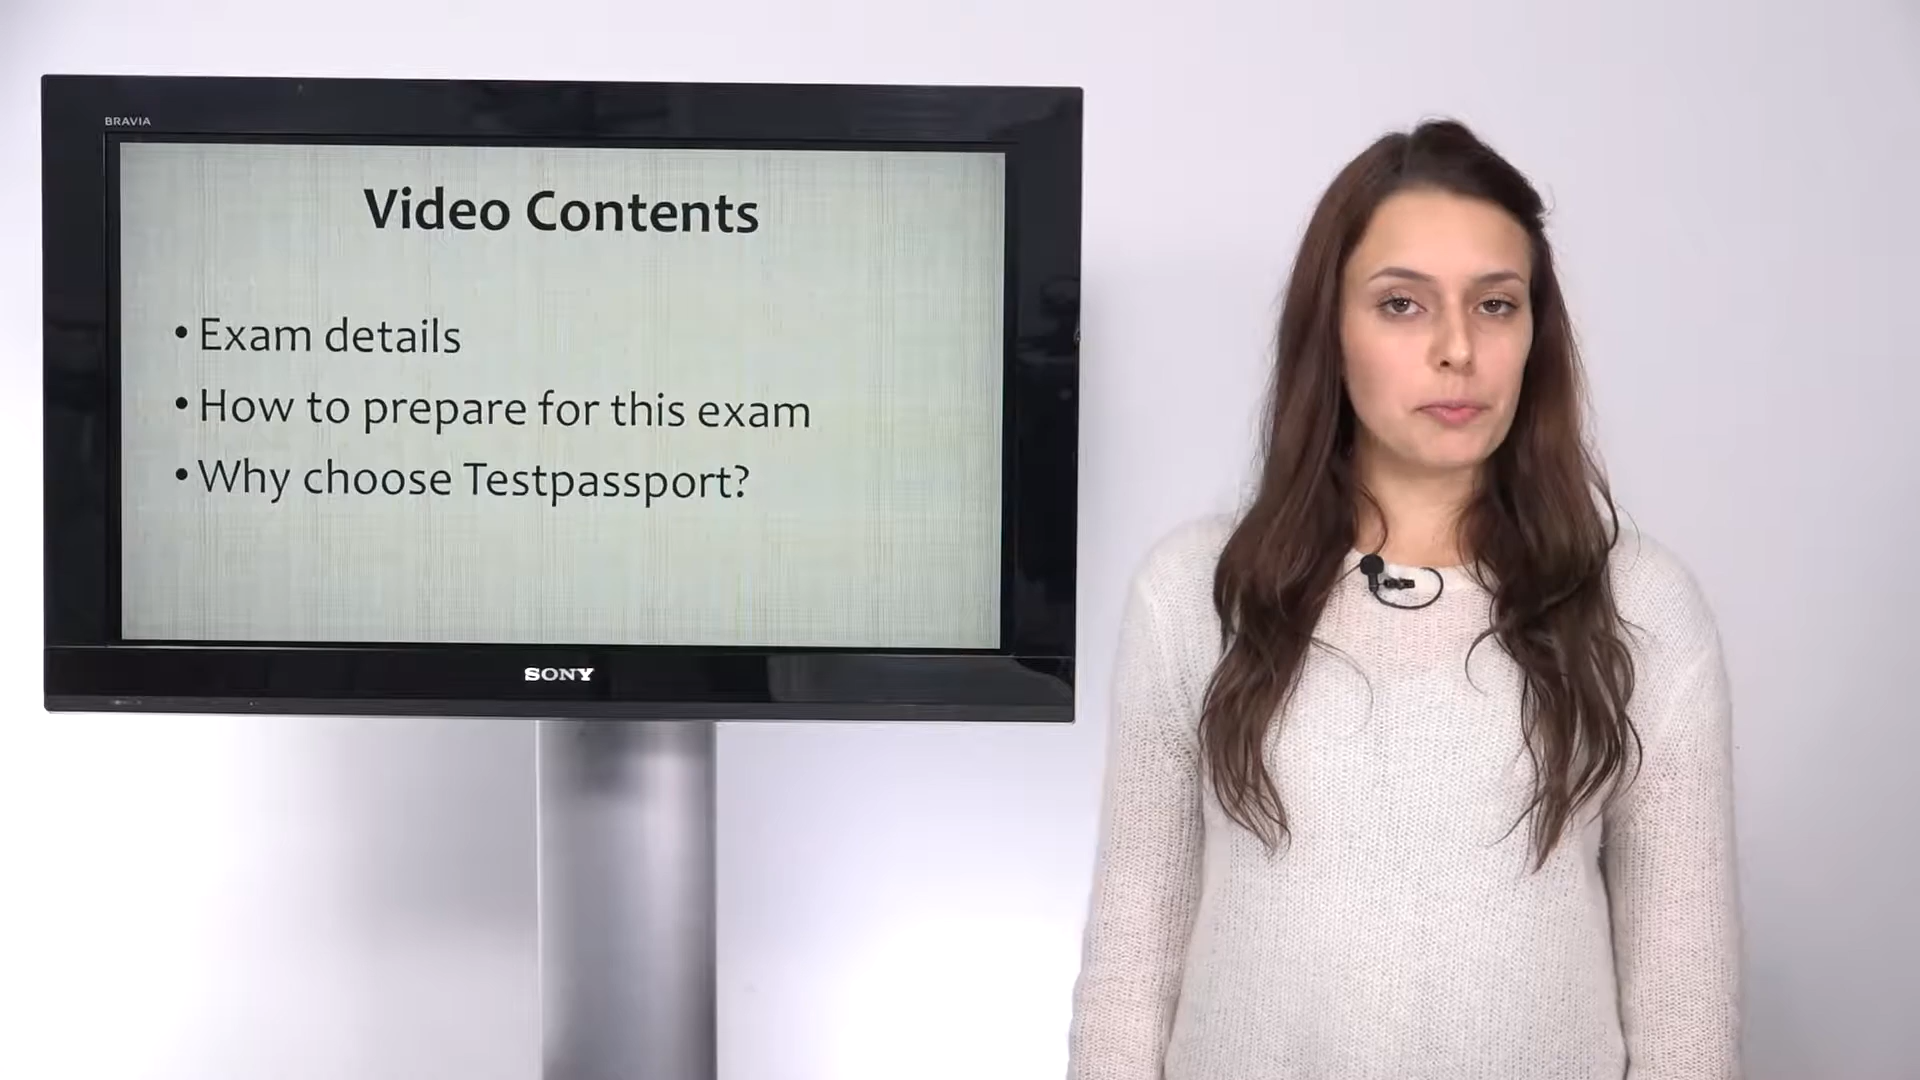 BRAVIA
Video Contents
• Exam details
• How to prepare for this exam
• Why choose Testpassport?
SONY